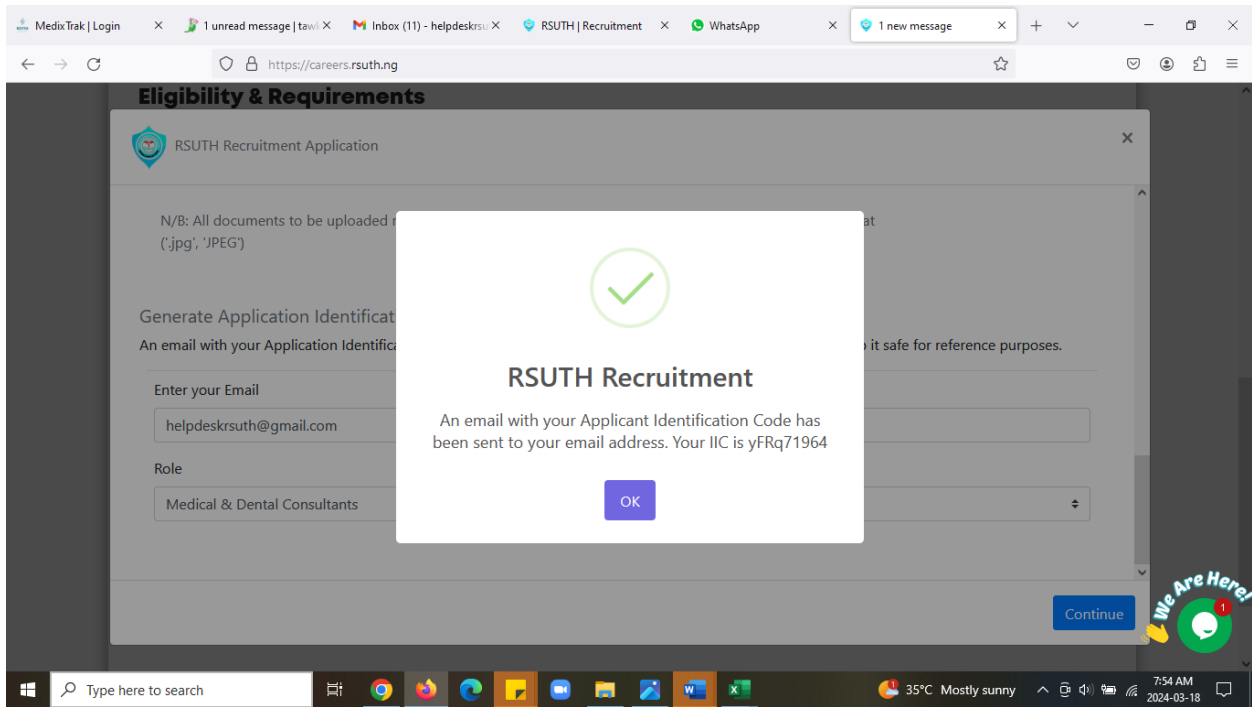 MedixTrak | Login
1 unread message | tawk
Inbox (11) - helpdeskrsu
RSUTH | Recruitment
WhatsApp
1 new message
https://careers.rsuth.ng
Eligibility & Requirements
RSUTH Recruitment Application
N/B: All documents to be uploaded
at
('.jpg', 'JPEG')
Generate Application Identificat
An email with your Application Identifica
it safe for reference purposes.
Enter your Email
helpdeskrsuth@gmail.com
Role
Medical & Dental Consultants
RSUTH Recruitment
An email with your Applicant Identification Code has
been sent to your email address. Your IIC is yFRq71964
OK
Continue
We Are Here!
1
Type here to search
35°C Mostly sunny
7:54 AM
2024-03-18